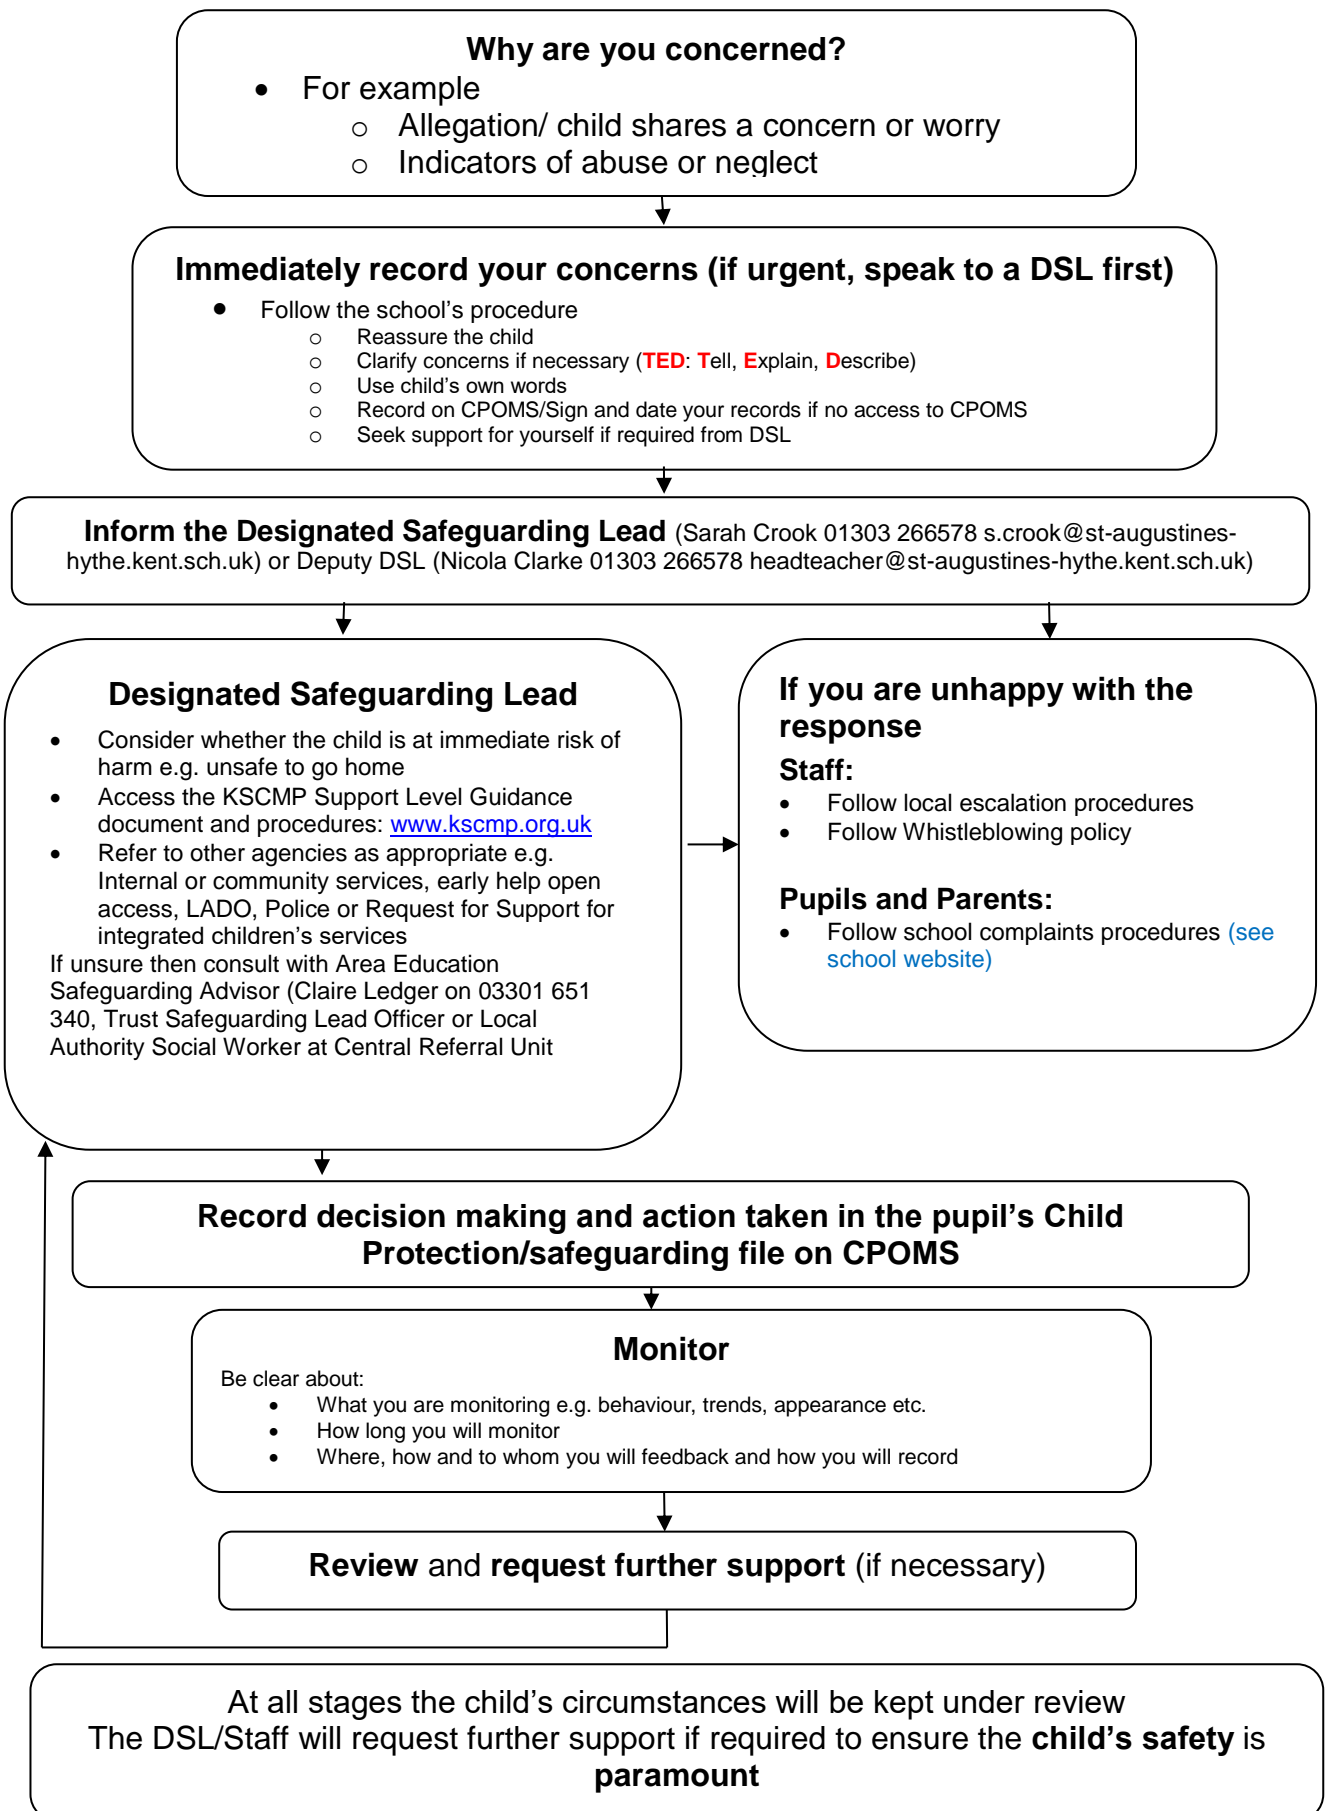 Why are you concerned?
• For example
o Allegation/ child shares a concern or worry
o Indicators of abuse or neglect
Immediately record your concerns (if urgent, speak to a DSL first)
• Follow the school's procedure
o Reassure the child
o Clarify concerns if necessary (TED: Tell, Explain, Describe)
o Use child's own words
o Record on CPOMS/Sign and date your records if no access to CPOMS
o Seek support for yourself if required from DSL
Inform the Designated Safeguarding Lead (Sarah Crook 01303 266578 s.crook@st-augustines-
hythe.kent.sch.uk) or Deputy DSL (Nicola Clarke 01303 266578 headteacher@st-augustines-hythe.kent.sch.uk)
Designated Safeguarding Lead
• Consider whether the child is at immediate risk of
harm e.g. unsafe to go home
• Access the KSCMP Support Level Guidance
document and procedures: www.kscmp.org.uk
• Refer to other agencies as appropriate e.g.
Internal or community services, early help open
access, LADO, Police or Request for Support for
integrated children's services
If unsure then consult with Area Education
Safeguarding Advisor (Claire Ledger on 03301 651
340, Trust Safeguarding Lead Officer or Local
Authority Social Worker at Central Referral Unit
If you are unhappy with the
response
Staff:
• Follow local escalation procedures
• Follow Whistleblowing policy
Pupils and Parents:
• Follow school complaints procedures (see
school website)
Record decision making and action taken in the pupil's Child
Protection/safeguarding file on CPOMS
Monitor
Be clear about:
• What you are monitoring e.g. behaviour, trends, appearance etc.
• How long you will monitor
• Where, how and to whom you will feedback and how you will record
Review and request further support (if necessary)
At all stages the child's circumstances will be kept under review
The DSL/Staff will request further support if required to ensure the child's safety is
paramount